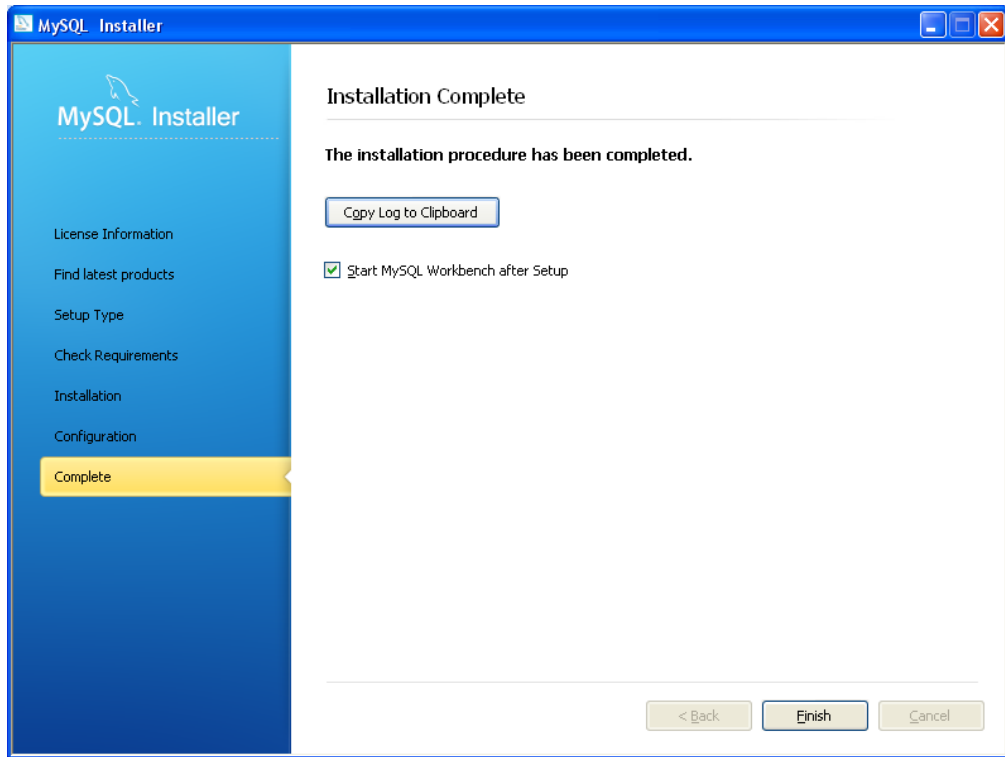 MySQL Installer
MySQL. Installer
License Information
Find latest products
Setup Type
Check Requirements
Installation
Configuration
Complete
Installation Complete
The installation procedure has been completed.
Copy Log to Clipboard
Start MySQL Workbench after Setup
< Back
Finish
Cancel